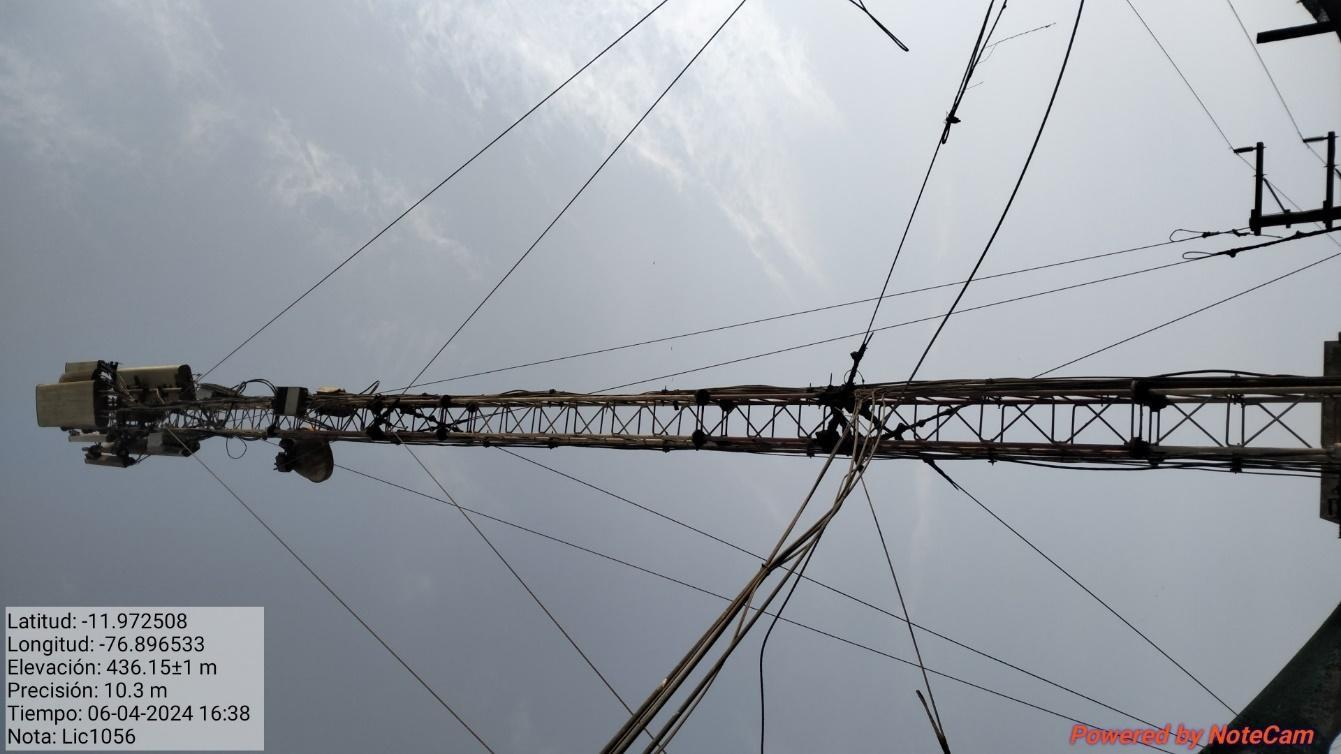 Latitud: -11.972508
Longitud: -76.896533
Elevación: 436.15±1 m
Precisión: 10.3 m
Tiempo: 06-04-2024 16:38
Nota: Lic1056
Powered by NoteCam